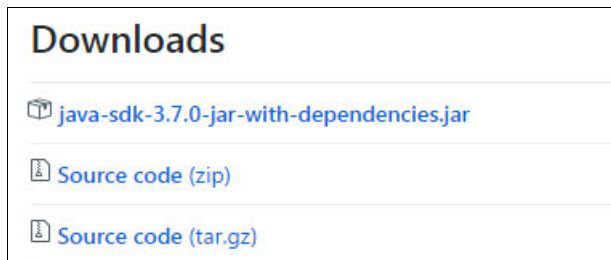 Downloads
java-sdk-3.7.0-jar-with-dependencies.jar
Source code (zip)
Source code (tar.gz)